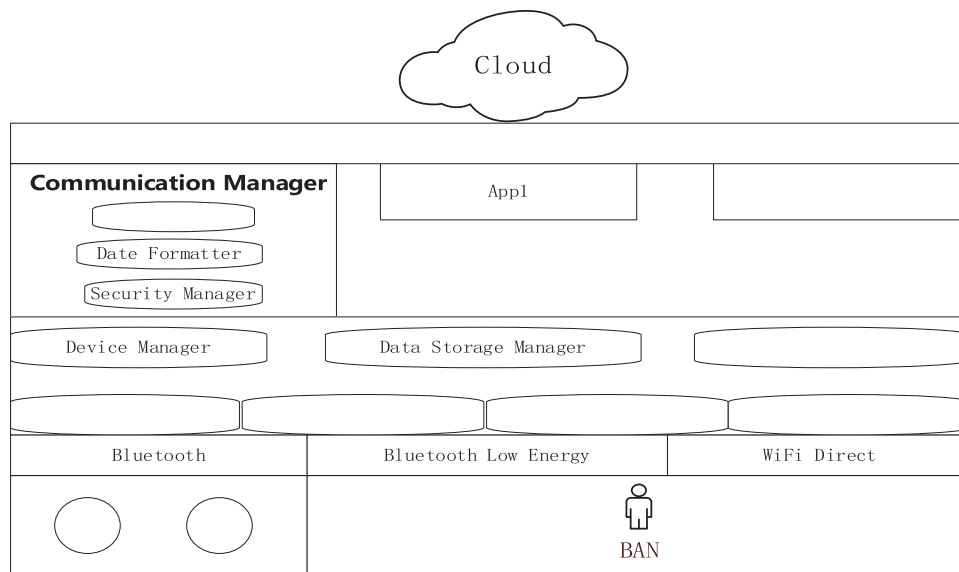 Cloud
Communication Manager
App1
Date Formatter
Security Manager
Device Manager
Data Storage Manager
Bluetooth
Bluetooth Low Energy
WiFi Direct
BAN